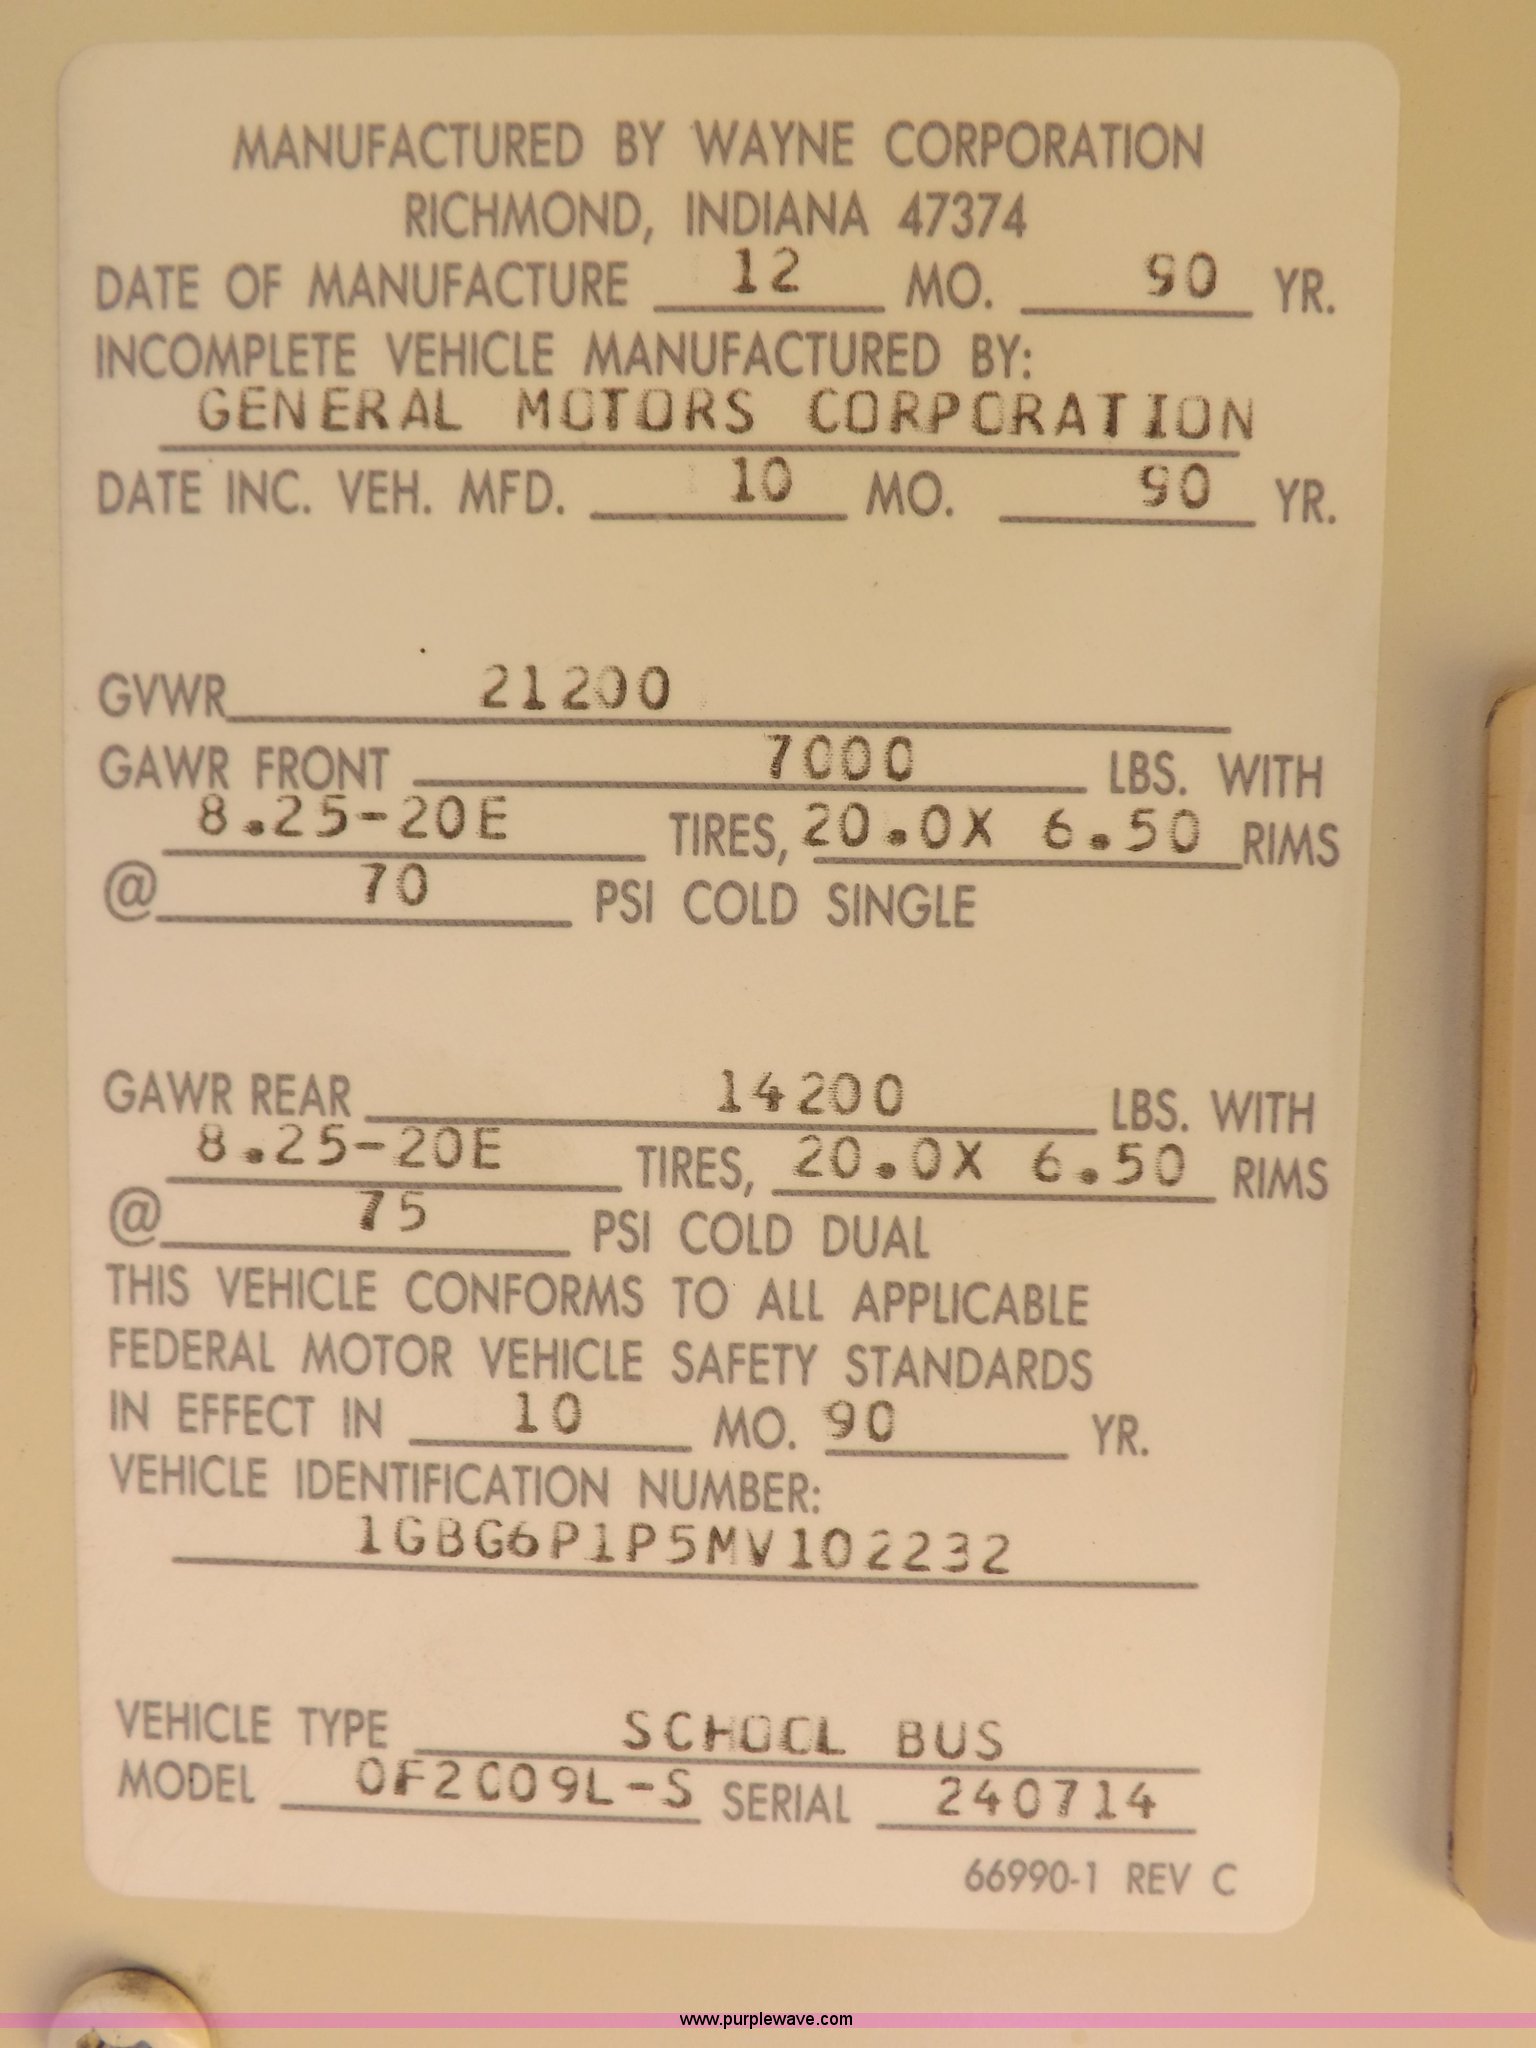 MANUFACTURED BY WAYNE CORPORATION
RICHMOND, INDIANA 47374
DATE OF MANUFACTURE 12 MO. 90 YR.
INCOMPLETE VEHICLE MANUFACTURED BY:
GENERAL MOTORS CORPORATION
DATE INC. VEH. MFD. 10 MO. 90 YR.
GVWR 21200
GAWR FRONT 7000 LBS. WITH
8.25-20E TIRES, 20.0X 6.50 RIMS
@ 70 PSI COLD SINGLE
GAWR REAR 14200 LBS. WITH
8.25-20E TIRES, 20.0X 6.50 RIMS
@ 75 PSI COLD DUAL
THIS VEHICLE CONFORMS TO ALL APPLICABLE
FEDERAL MOTOR VEHICLE SAFETY STANDARDS
IN EFFECT IN 10 MO. 90 YR.
VEHICLE IDENTIFICATION NUMBER:
1GBG6P1P5MV102232
VEHICLE TYPE SCHOOL BUS
MODEL 0F2009L-S SERIAL 240714
66990-1 REV C
www.purplewave.com